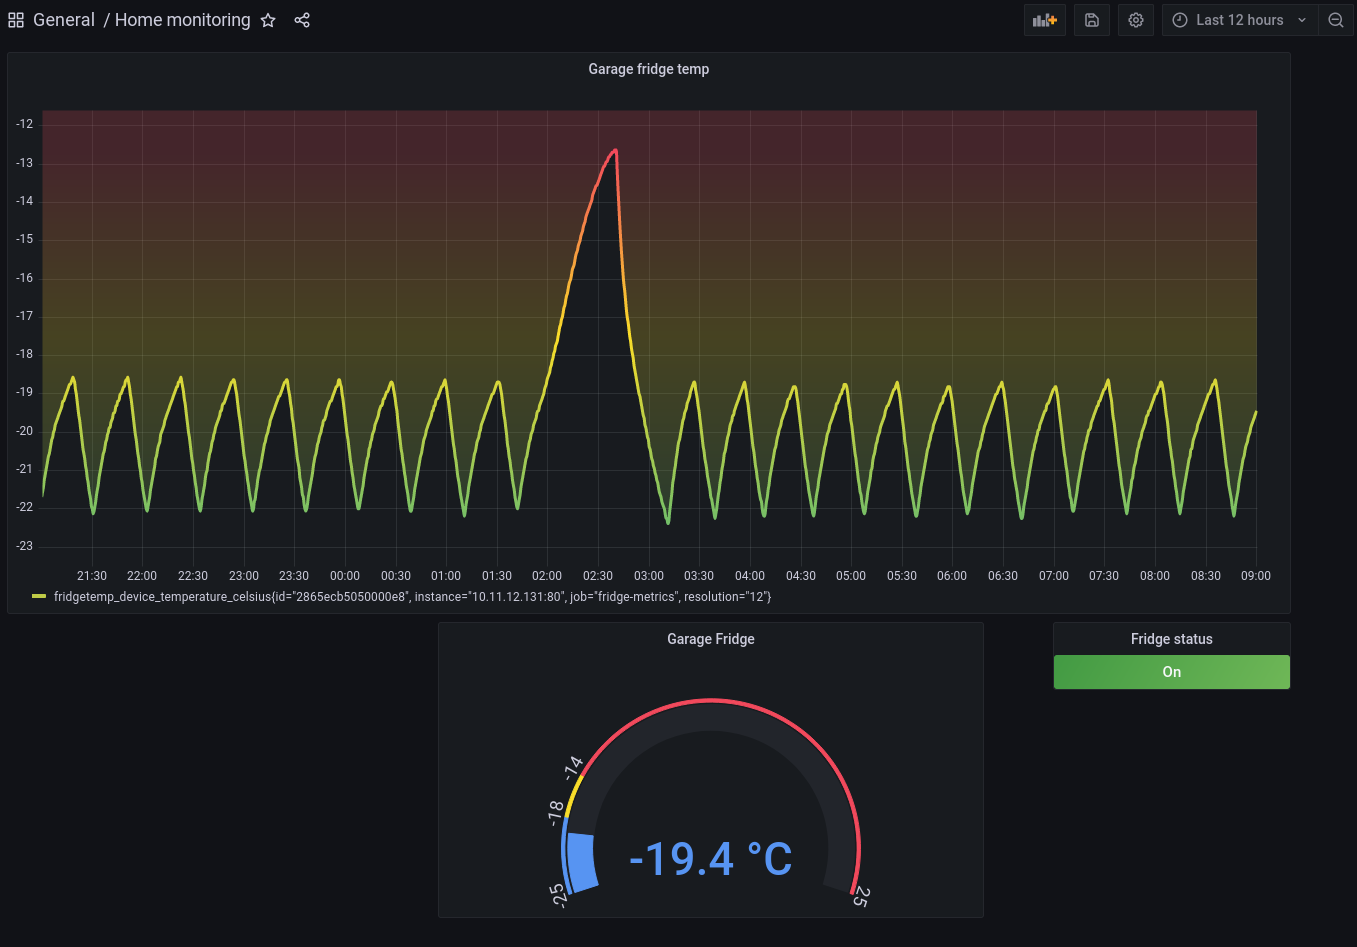 General / Home monitoring
Last 12 hours
Garage fridge temp
-12
-13
-14
-15
-16
-17
-18
-19
-20
-21
-22
-23
21:30 22:00 22:30 23:00 23:30 00:00 00:30 01:00 01:30 02:00 02:30 03:00 03:30 04:00 04:30 05:00 05:30 06:00 06:30 07:00 07:30 08:00 08:30 09:00
fridgetemp_device_temperature_celsius{id="2865ecb5050000e8", instance="10.11.12.131:80", job="fridge-metrics", resolution="12"}
Garage Fridge
-14
-18
-19.4 °C
-25
25
Fridge status
On